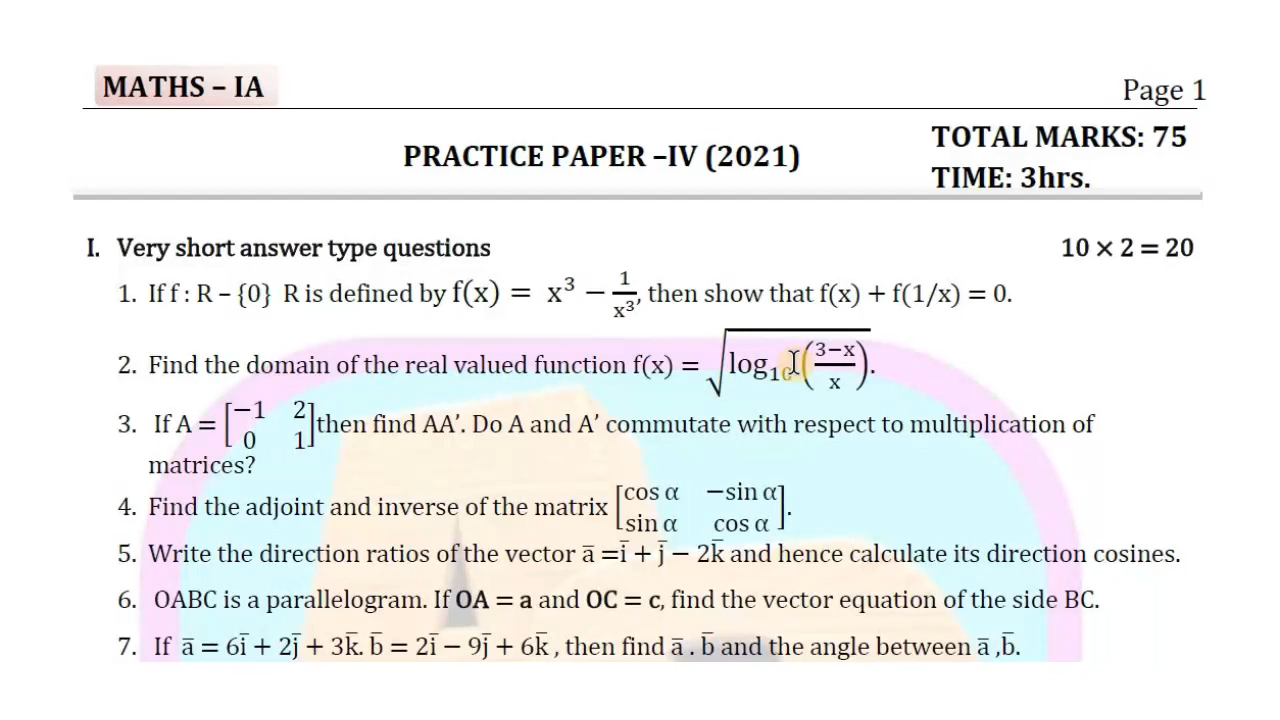 MATHS – IA
Page 1
PRACTICE PAPER –IV (2021)
TOTAL MARKS: 75
TIME: 3hrs.
I. Very short answer type questions 10 × 2 = 20
1. If f : R – {0} R is defined by f(x) = x³ − 1/x³, then show that f(x) + f(1/x) = 0.
2. Find the domain of the real valued function f(x) = √(log₁₀((3−x)/x)).
3. If A = [−1 2; 0 1] then find AA′. Do A and A′ commutate with respect to multiplication of
matrices?
4. Find the adjoint and inverse of the matrix [cos α −sin α; sin α cos α].
5. Write the direction ratios of the vector a̅ =i̅ + j̅ − 2k̅ and hence calculate its direction cosines.
6. OABC is a parallelogram. If OA = a and OC = c, find the vector equation of the side BC.
7. If a̅ = 6i̅ + 2j̅ + 3k̅. b̅ = 2i̅ − 9j̅ + 6k̅ , then find a̅ . b̅ and the angle between a̅ ,b̅.